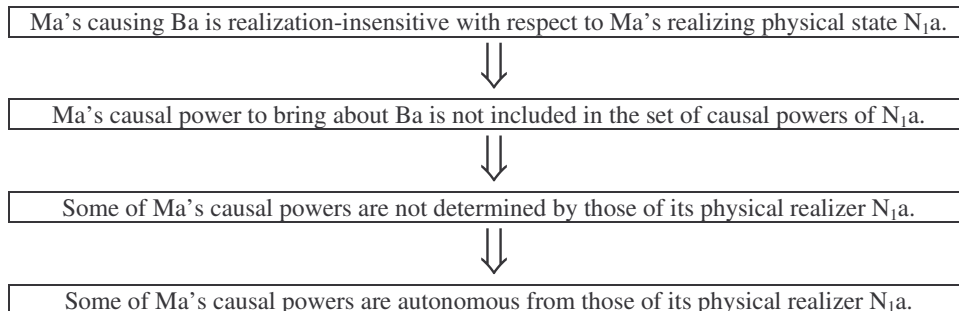 Ma’s causing Ba is realization-insensitive with respect to Ma’s realizing physical state N₁a.
Ma’s causal power to bring about Ba is not included in the set of causal powers of N₁a.
Some of Ma’s causal powers are not determined by those of its physical realizer N₁a.
Some of Ma’s causal powers are autonomous from those of its physical realizer N₁a.